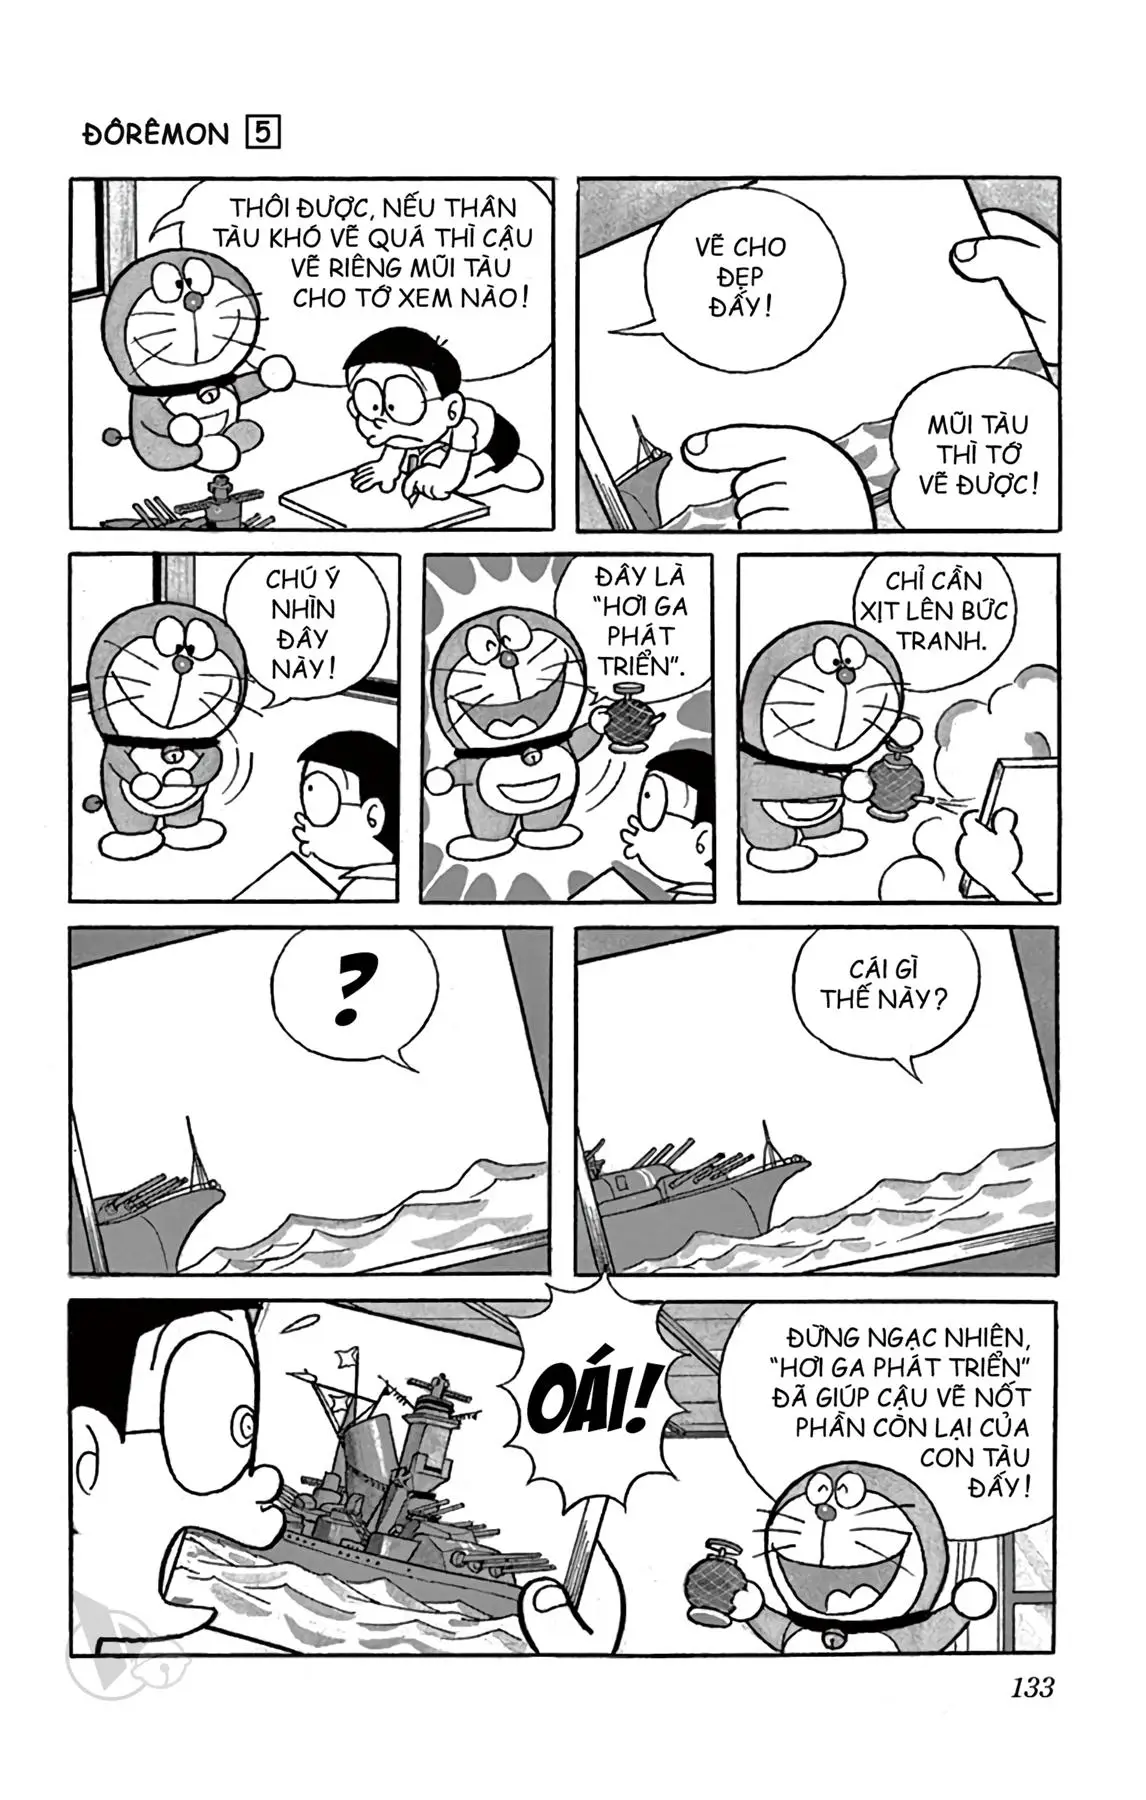 ĐÔRÊMON 5
THÔI ĐƯỢC, NẾU THÂN
TÀU KHÓ VẼ QUÁ THÌ CẬU
VẼ RIÊNG MŨI TÀU
CHO TỚ XEM NÀO!
VẼ CHO
ĐẸP
ĐẤY!
MŨI TÀU
THÌ TỚ
VẼ ĐƯỢC!
CHÚ Ý
NHÌN
ĐÂY
NÀY!
ĐÂY LÀ
“HƠI GA
PHÁT
TRIỂN”.
CHỈ CẦN
XỊT LÊN BỨC
TRANH.
?
CÁI GÌ
THẾ NÀY?
OÁI!
ĐỪNG NGẠC NHIÊN,
“HƠI GA PHÁT TRIỂN”
ĐÃ GIÚP CẬU VẼ NỐT
PHẦN CÒN LẠI CỦA
CON TÀU
ĐẤY!
133